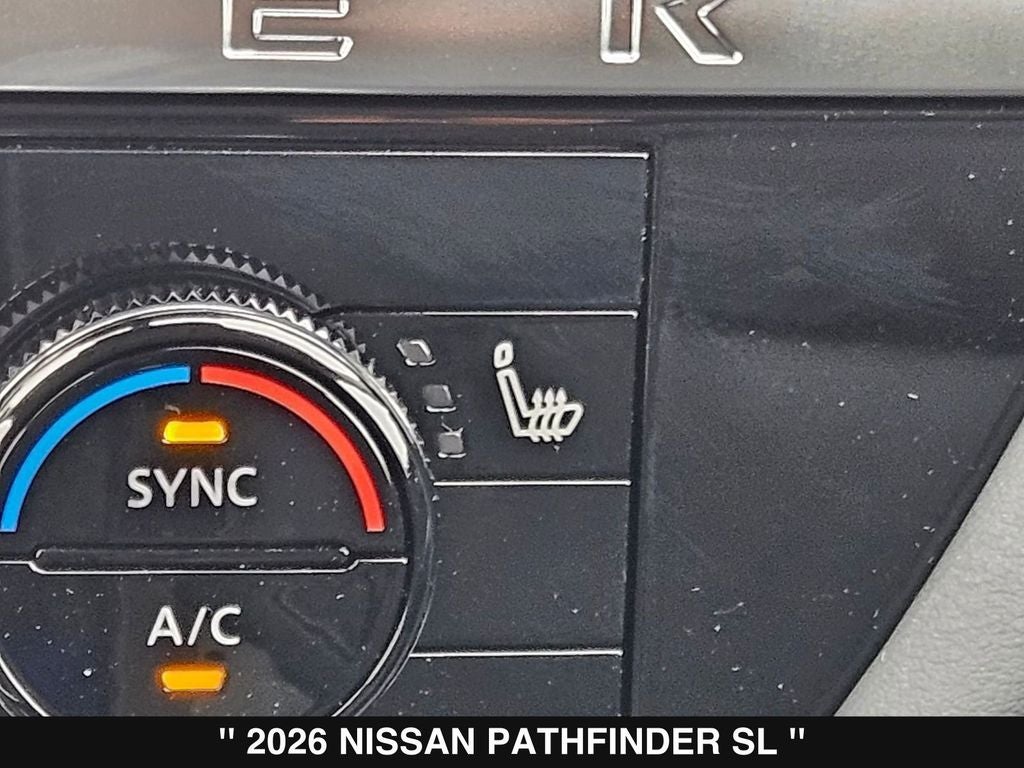 E R
SYNC
A/C
" 2026 NISSAN PATHFINDER SL "